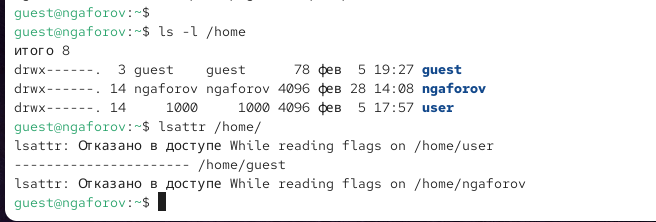 guest@ngaforov:~$
guest@ngaforov:~$ ls -l /home
итого 8
drwx------.  3 guest    guest      78 фев  5 19:27 guest
drwx------. 14 ngaforov ngaforov 4096 фев 28 14:08 ngaforov
drwx------. 14     1000     1000 4096 фев  5 17:57 user
guest@ngaforov:~$ lsattr /home/
lsattr: Отказано в доступе While reading flags on /home/user
---------------------- /home/guest
lsattr: Отказано в доступе While reading flags on /home/ngaforov
guest@ngaforov:~$